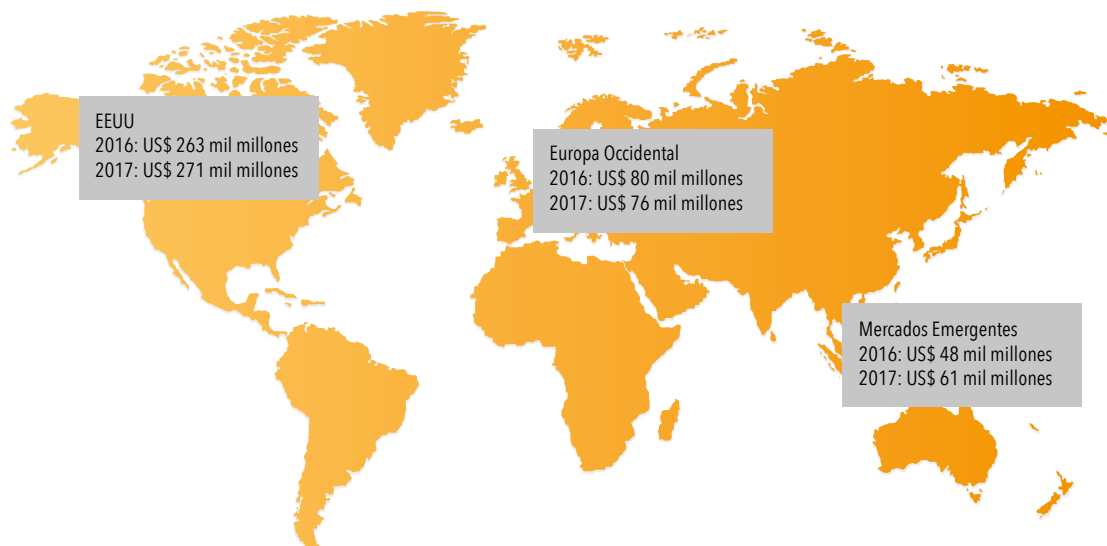 EEUU
2016: US$ 263 mil millones
2017: US$ 271 mil millones
Europa Occidental
2016: US$ 80 mil millones
2017: US$ 76 mil millones
Mercados Emergentes
2016: US$ 48 mil millones
2017: US$ 61 mil millones